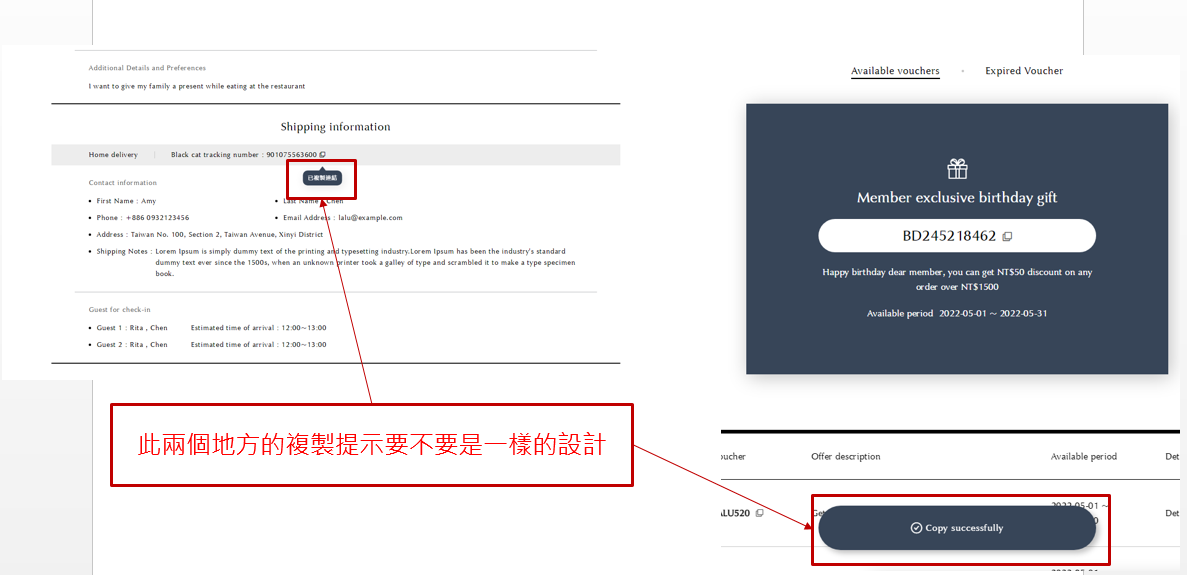 Additional Details and Preferences
I want to give my family a present while eating at the restaurant
Shipping information
Home delivery | Black cat tracking number : 901075563600
已複製連結
Contact information
First Name : Amy
Last Name : Chen
Phone : +886 0932123456
Email Address : lalu@example.com
Address : Taiwan No. 100, Section 2, Taiwan Avenue, Xinyi District
Shipping Notes : Lorem Ipsum is simply dummy text of the printing and typesetting industry.Lorem Ipsum has been the industry's standard
dummy text ever since the 1500s, when an unknown printer took a galley of type and scrambled it to make a type specimen
book.
Guest for check-in
Guest 1 : Rita , Chen Estimated time of arrival : 12:00~13:00
Guest 2 : Rita , Chen Estimated time of arrival : 12:00~13:00
此兩個地方的複製提示要不要是一樣的設計
Available vouchers
Expired Voucher
Member exclusive birthday gift
BD245218462
Happy birthday dear member, you can get NT$50 discount on any
order over NT$1500
Available period 2022-05-01 ~ 2022-05-31
oucher Offer description Available period Det
ALU520 Get 2022-05-01 ~ Det
Copy successfully